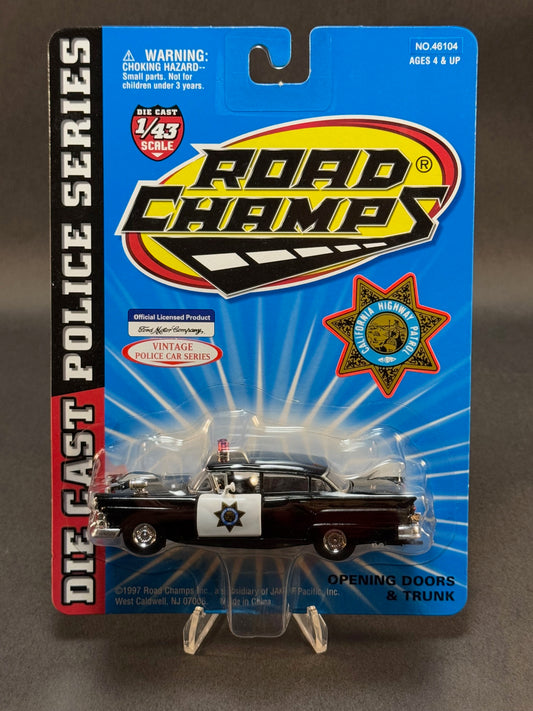 DIE CAST POLICE SERIES
WARNING:
CHOKING HAZARD--
Small parts. Not for
children under 3 years.
NO.46104
AGES 4 & UP
DIE CAST
1/43
SCALE
ROAD ®
CHAMPS
Official Licensed Product
Ford Motor Company,
VINTAGE
POLICE CAR SERIES
CALIFORNIA HIGHWAY PATROL
OPENING DOORS
& TRUNK
©1997 Road Champs Inc., a subsidiary of Pacific, Inc.
West Caldwell, NJ 07006. Made in China.